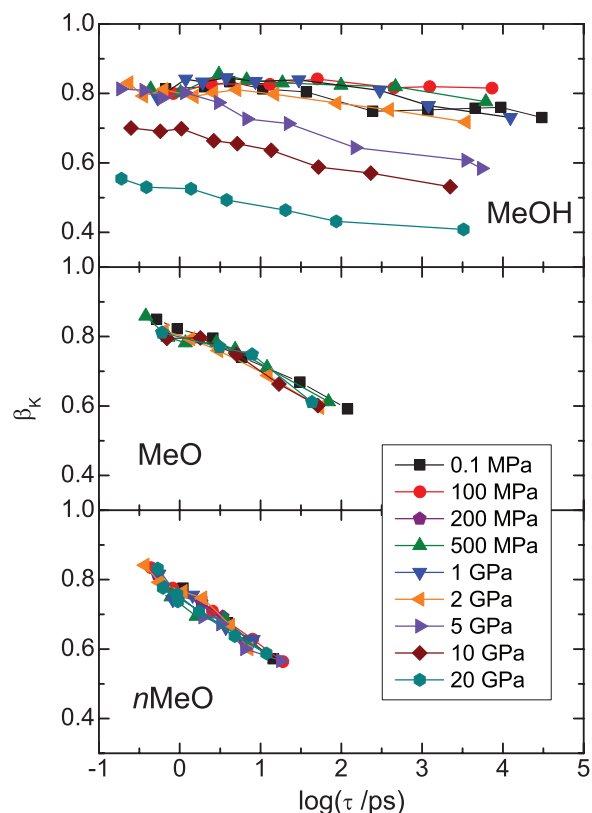 1.0
0.8
0.6
0.4
MeOH
1.0
0.8
0.6
0.4
MeO
1.0
0.8
0.6
0.4
nMeO
βK
0.1 MPa
100 MPa
200 MPa
500 MPa
1 GPa
2 GPa
5 GPa
10 GPa
20 GPa
-1 0 1 2 3 4 5
log(τ /ps)